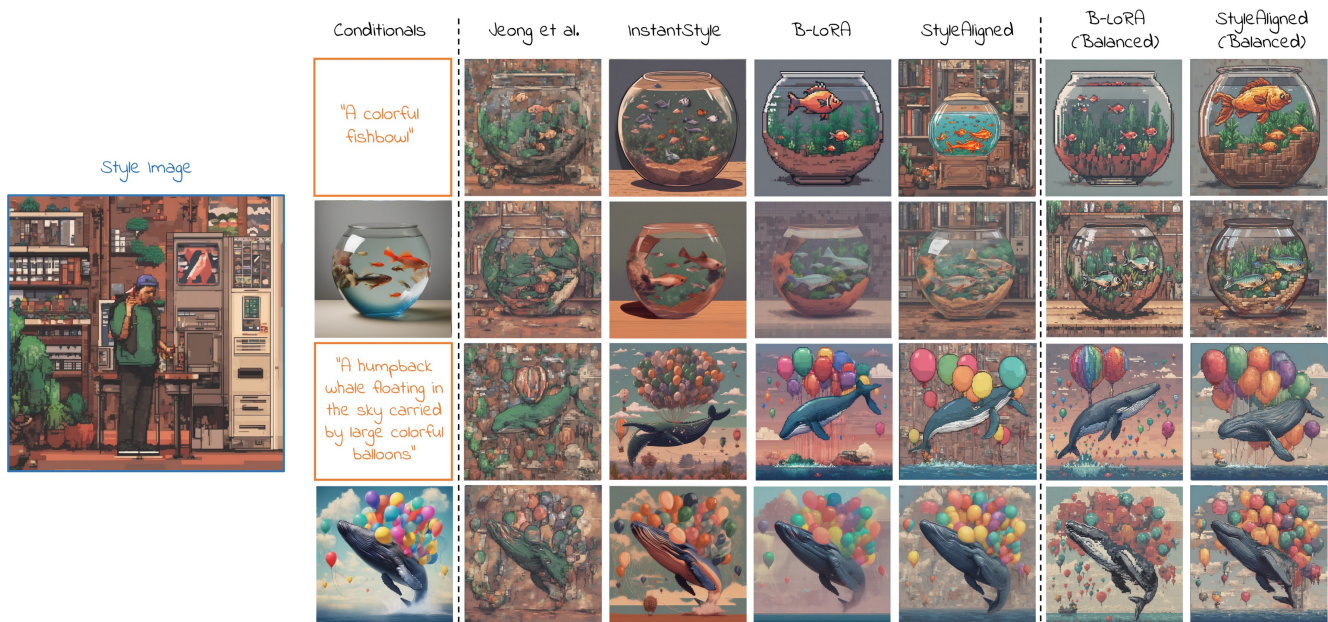 Conditionals
Jeong et al.
InstantStyle
B-LoRA
StyleAligned
B-LoRA
(Balanced)
StyleAligned
(Balanced)
Style Image
"A colorful
fishbowl"
"A humpback
whale floating in
the sky carried
by large colorful
balloons"